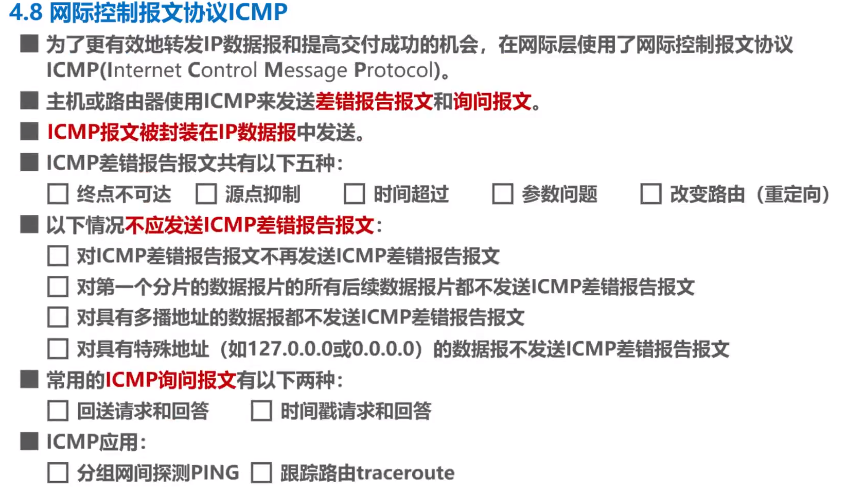 4.8 网际控制报文协议ICMP
■ 为了更有效地转发IP数据报和提高交付成功的机会，在网际层使用了网际控制报文协议
ICMP(Internet Control Message Protocol)。
■ 主机或路由器使用ICMP来发送差错报告报文和询问报文。
■ ICMP报文被封装在IP数据报中发送。
■ ICMP差错报告报文共有以下五种：
□ 终点不可达 □ 源点抑制 □ 时间超过 □ 参数问题 □ 改变路由（重定向）
■ 以下情况不应发送ICMP差错报告报文：
□ 对ICMP差错报告报文不再发送ICMP差错报告报文
□ 对第一个分片的数据报片的所有后续数据报片都不发送ICMP差错报告报文
□ 对具有多播地址的数据报都不发送ICMP差错报告报文
□ 对具有特殊地址（如127.0.0.0或0.0.0.0）的数据报不发送ICMP差错报告报文
■ 常用的ICMP询问报文有以下两种：
□ 回送请求和回答 □ 时间戳请求和回答
■ ICMP应用：
□ 分组网间探测PING □ 跟踪路由traceroute